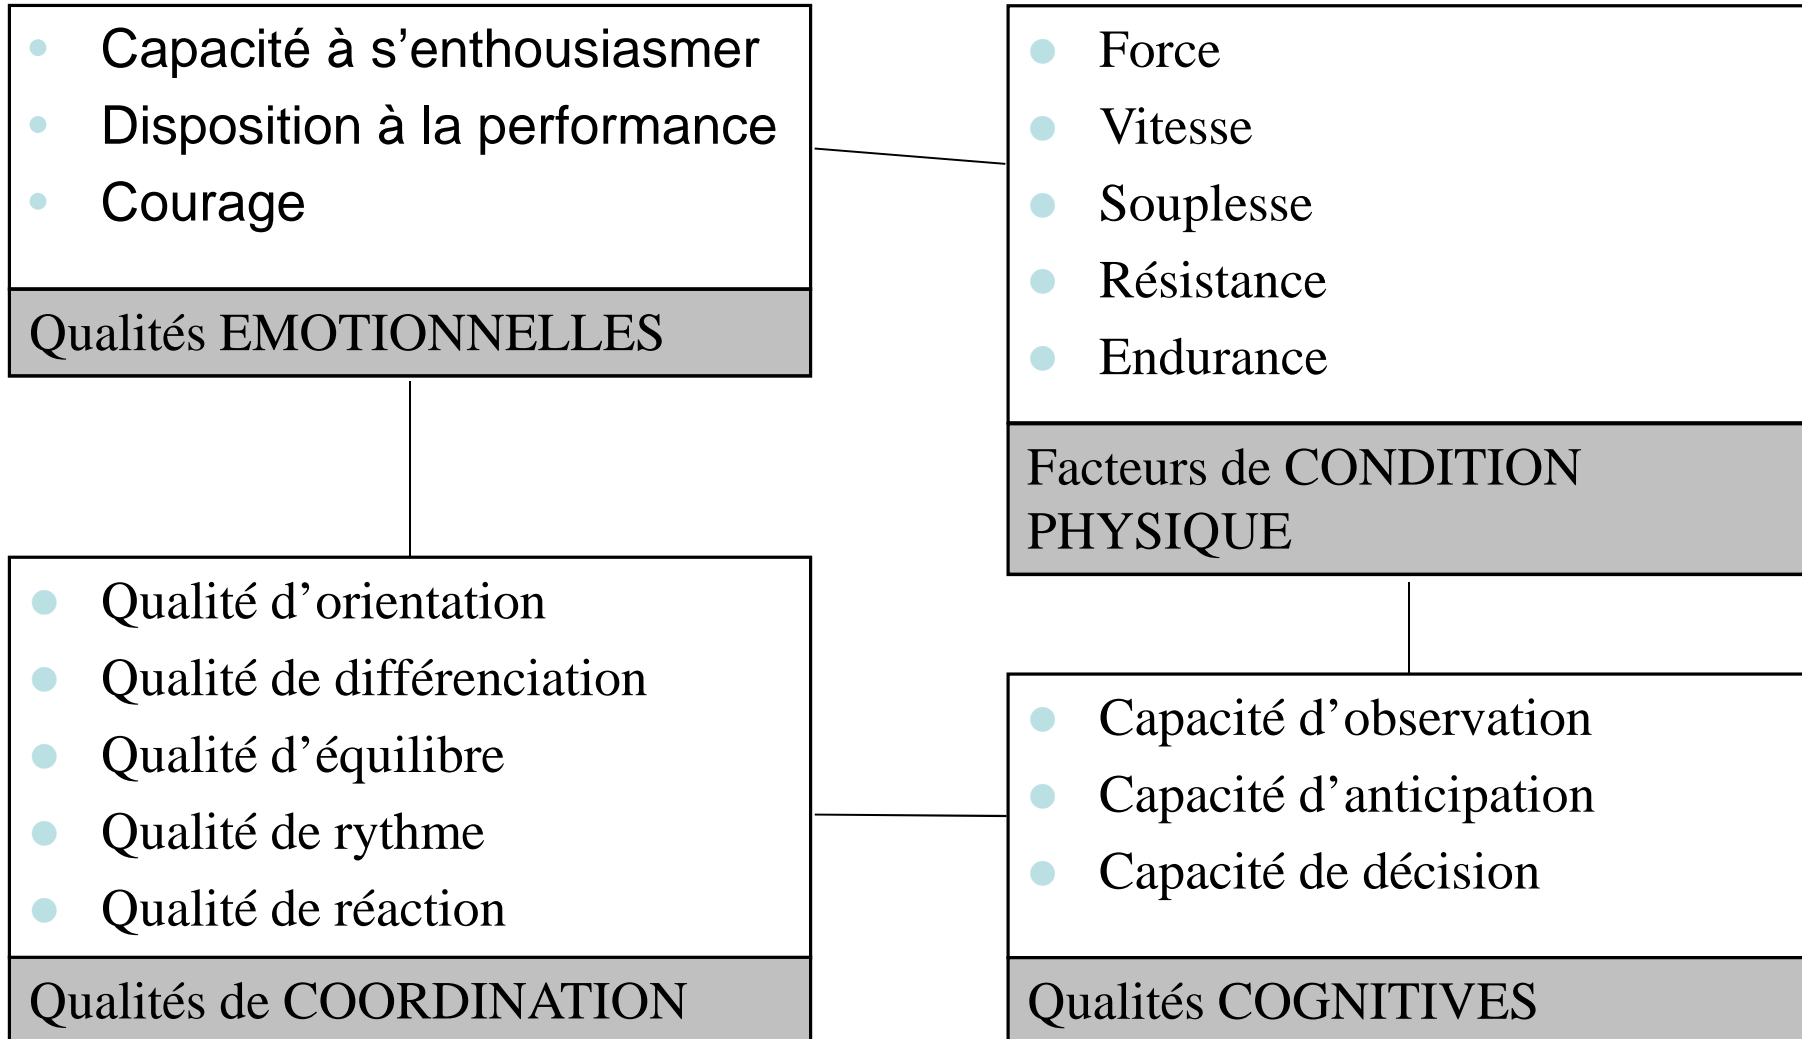 Capacité à s’enthousiasmer
Disposition à la performance
Courage
Qualités EMOTIONNELLES
Force
Vitesse
Souplesse
Résistance
Endurance
Facteurs de CONDITION
PHYSIQUE
Qualité d’orientation
Qualité de différenciation
Qualité d’équilibre
Qualité de rythme
Qualité de réaction
Qualités de COORDINATION
Capacité d’observation
Capacité d’anticipation
Capacité de décision
Qualités COGNITIVES